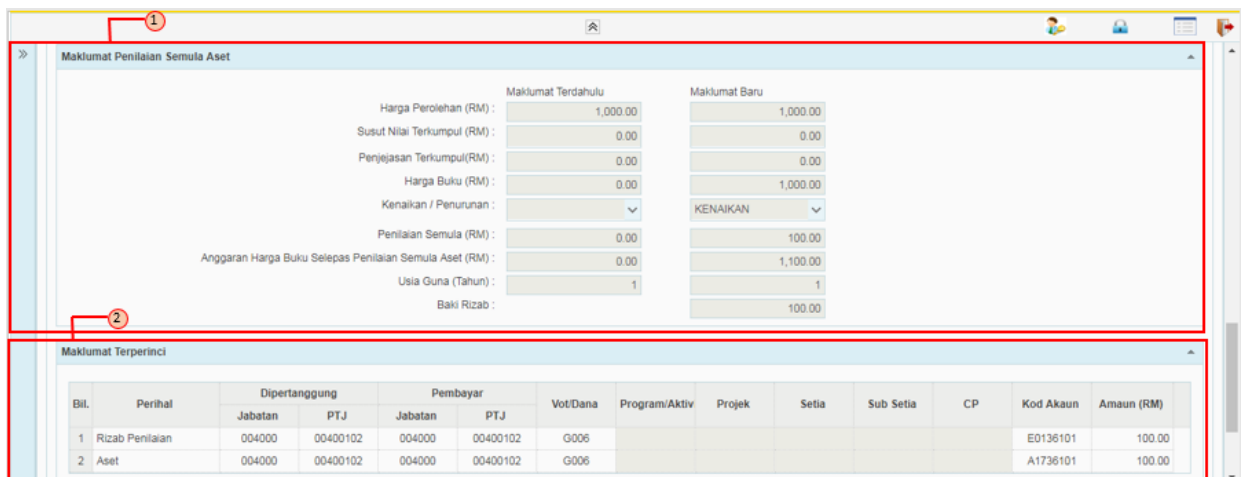 1
Maklumat Penilaian Semula Aset
Maklumat Terdahulu Maklumat Baru
Harga Perolehan (RM) : 1,000.00 1,000.00
Susut Nilai Terkumpul (RM) : 0.00 0.00
Penjejasan Terkumpul(RM) : 0.00 0.00
Harga Buku (RM) : 0.00 1,000.00
Kenaikan / Penurunan : KENAIKAN
Penilaian Semula (RM) : 0.00 100.00
Anggaran Harga Buku Selepas Penilaian Semula Aset (RM) : 0.00 1,100.00
Usia Guna (Tahun) : 1 1
Baki Rizab : 100.00
2
Maklumat Terperinci
Bil. Perihal Dipertanggung Pembayar Vot/Dana Program/Aktiv Projek Setia Sub Setia CP Kod Akaun Amaun (RM)
Jabatan PTJ Jabatan PTJ
1 Rizab Penilaian 004000 00400102 004000 00400102 G006 E0136101 100.00
2 Aset 004000 00400102 004000 00400102 G006 A1736101 100.00